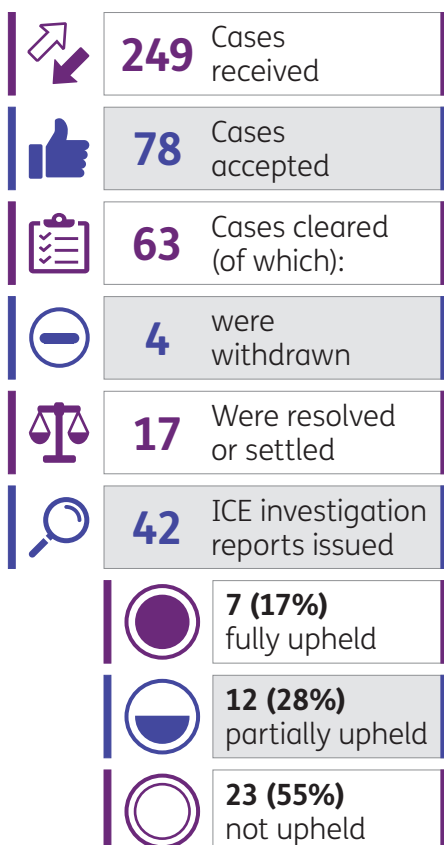 249 Cases
received
78 Cases
accepted
63 Cases cleared
(of which):
4 were
withdrawn
17 Were resolved
or settled
42 ICE investigation
reports issued
7 (17%)
fully upheld
12 (28%)
partially upheld
23 (55%)
not upheld